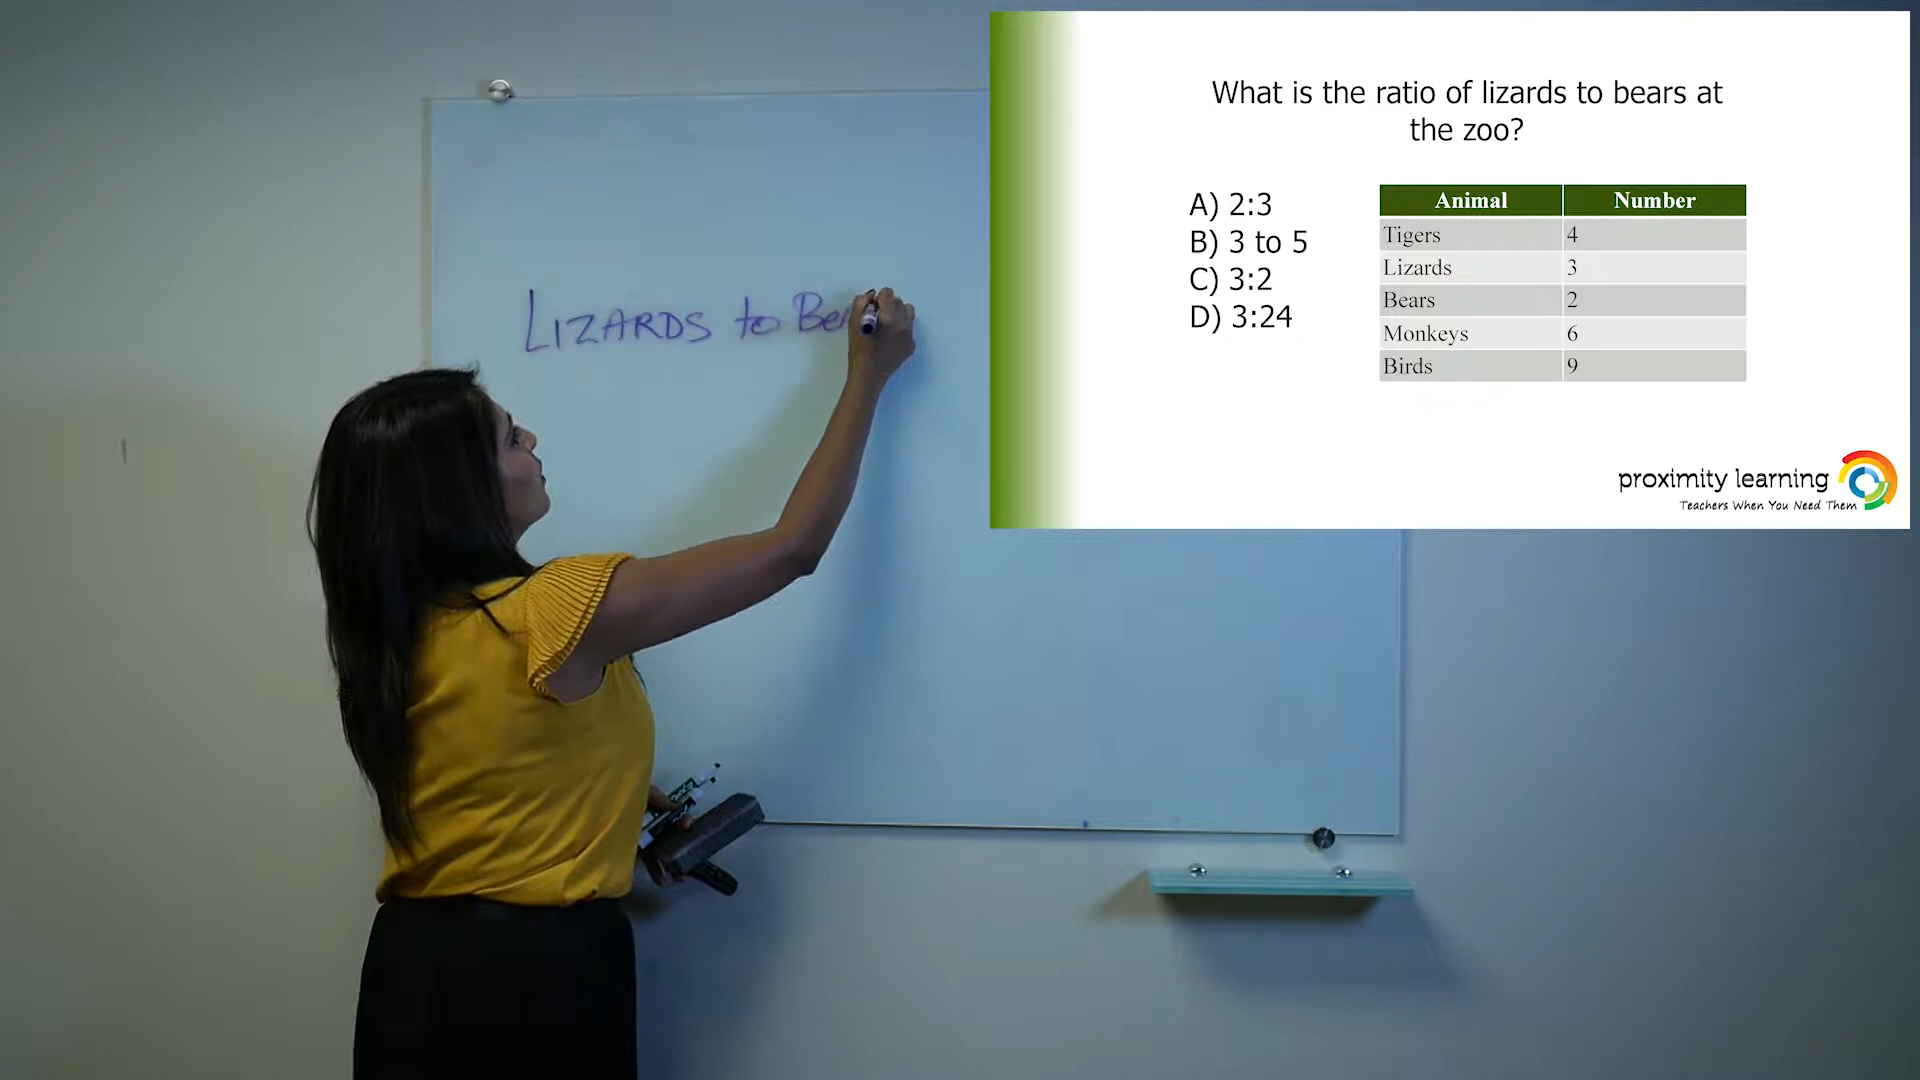 What is the ratio of lizards to bears at
the zoo?
A) 2:3
B) 3 to 5
C) 3:2
D) 3:24
Animal Number
Tigers 4
Lizards 3
Bears 2
Monkeys 6
Birds 9
proximity learning
Teachers When You Need Them
LIZARDS to Be